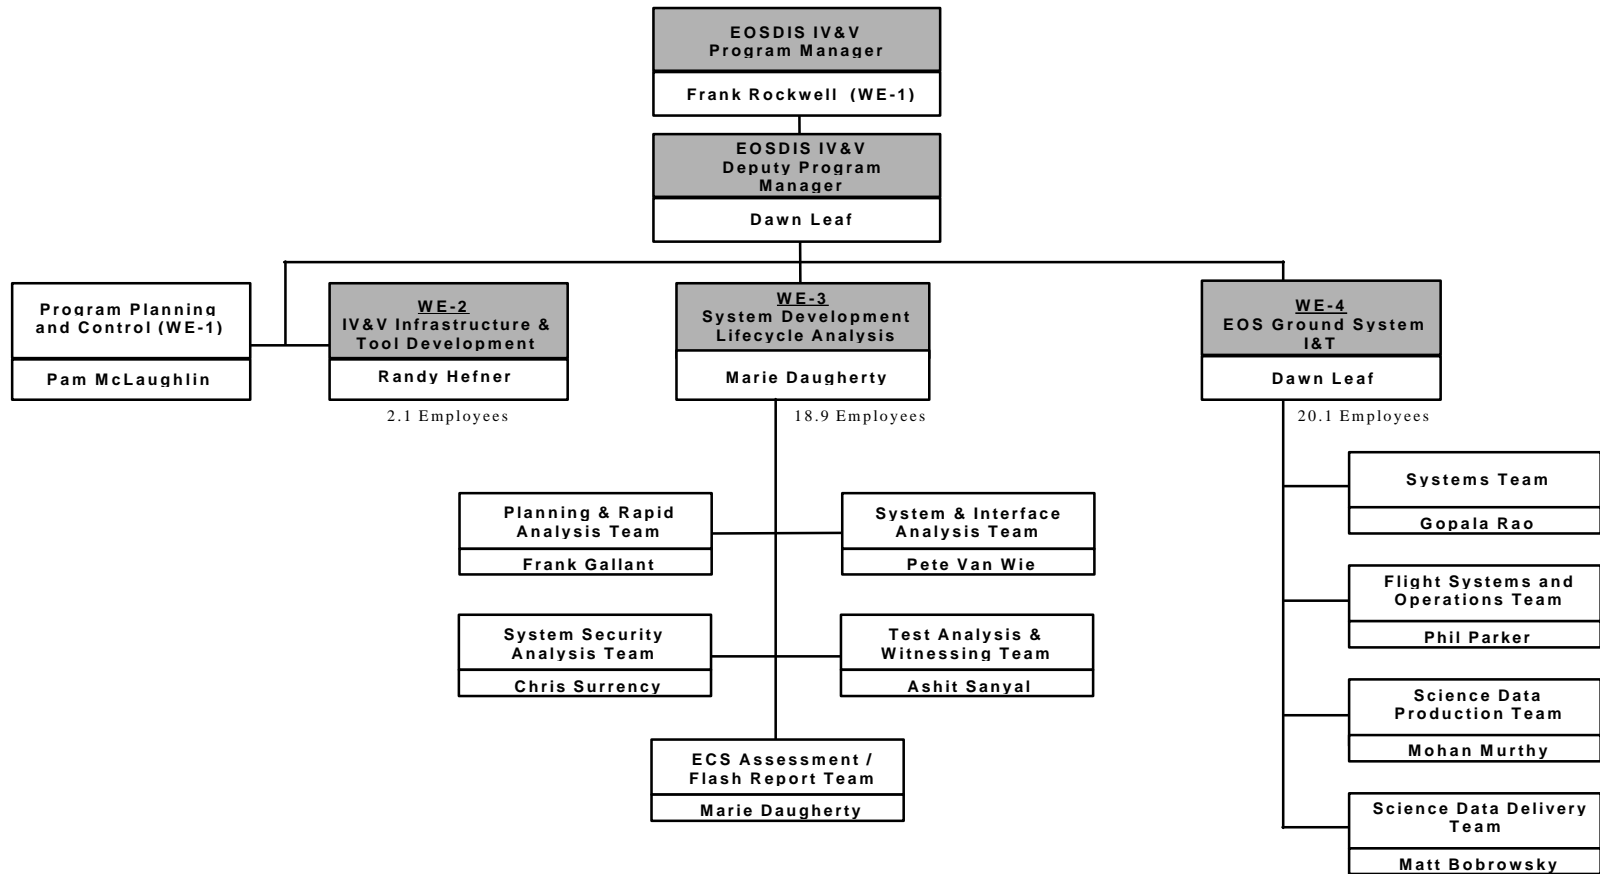 EOSDIS IV&V
Program Manager
Frank Rockwell (WE-1)
EOSDIS IV&V
Deputy Program
Manager
Dawn Leaf
Program Planning
and Control (WE-1)
Pam McLaughlin
WE-2
IV&V Infrastructure &
Tool Development
Randy Hefner
2.1 Employees
WE-3
System Development
Lifecycle Analysis
Marie Daugherty
18.9 Employees
WE-4
EOS Ground System
I&T
Dawn Leaf
20.1 Employees
Planning & Rapid
Analysis Team
Frank Gallant
System & Interface
Analysis Team
Pete Van Wie
System Security
Analysis Team
Chris Surrency
Test Analysis &
Witnessing Team
Ashit Sanyal
ECS Assessment /
Flash Report Team
Marie Daugherty
Systems Team
Gopala Rao
Flight Systems and
Operations Team
Phil Parker
Science Data
Production Team
Mohan Murthy
Science Data Delivery
Team
Matt Bobrowsky